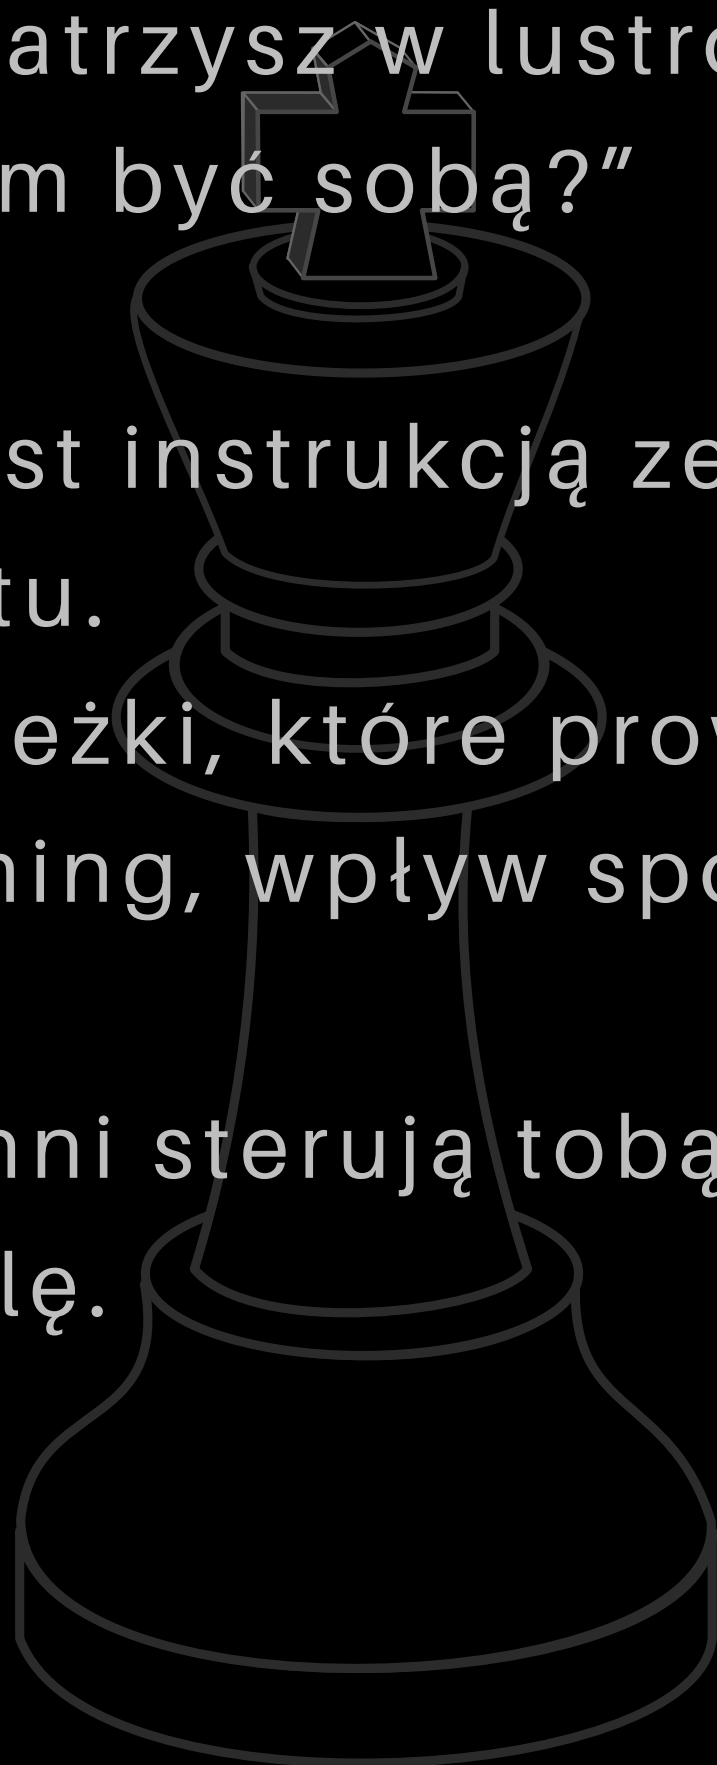 atrzysz w lustro
m być sobą?”
st instrukcją ze
tu.
eżki, które prow
ning, wpływ spo
nni sterują tobą
lę.